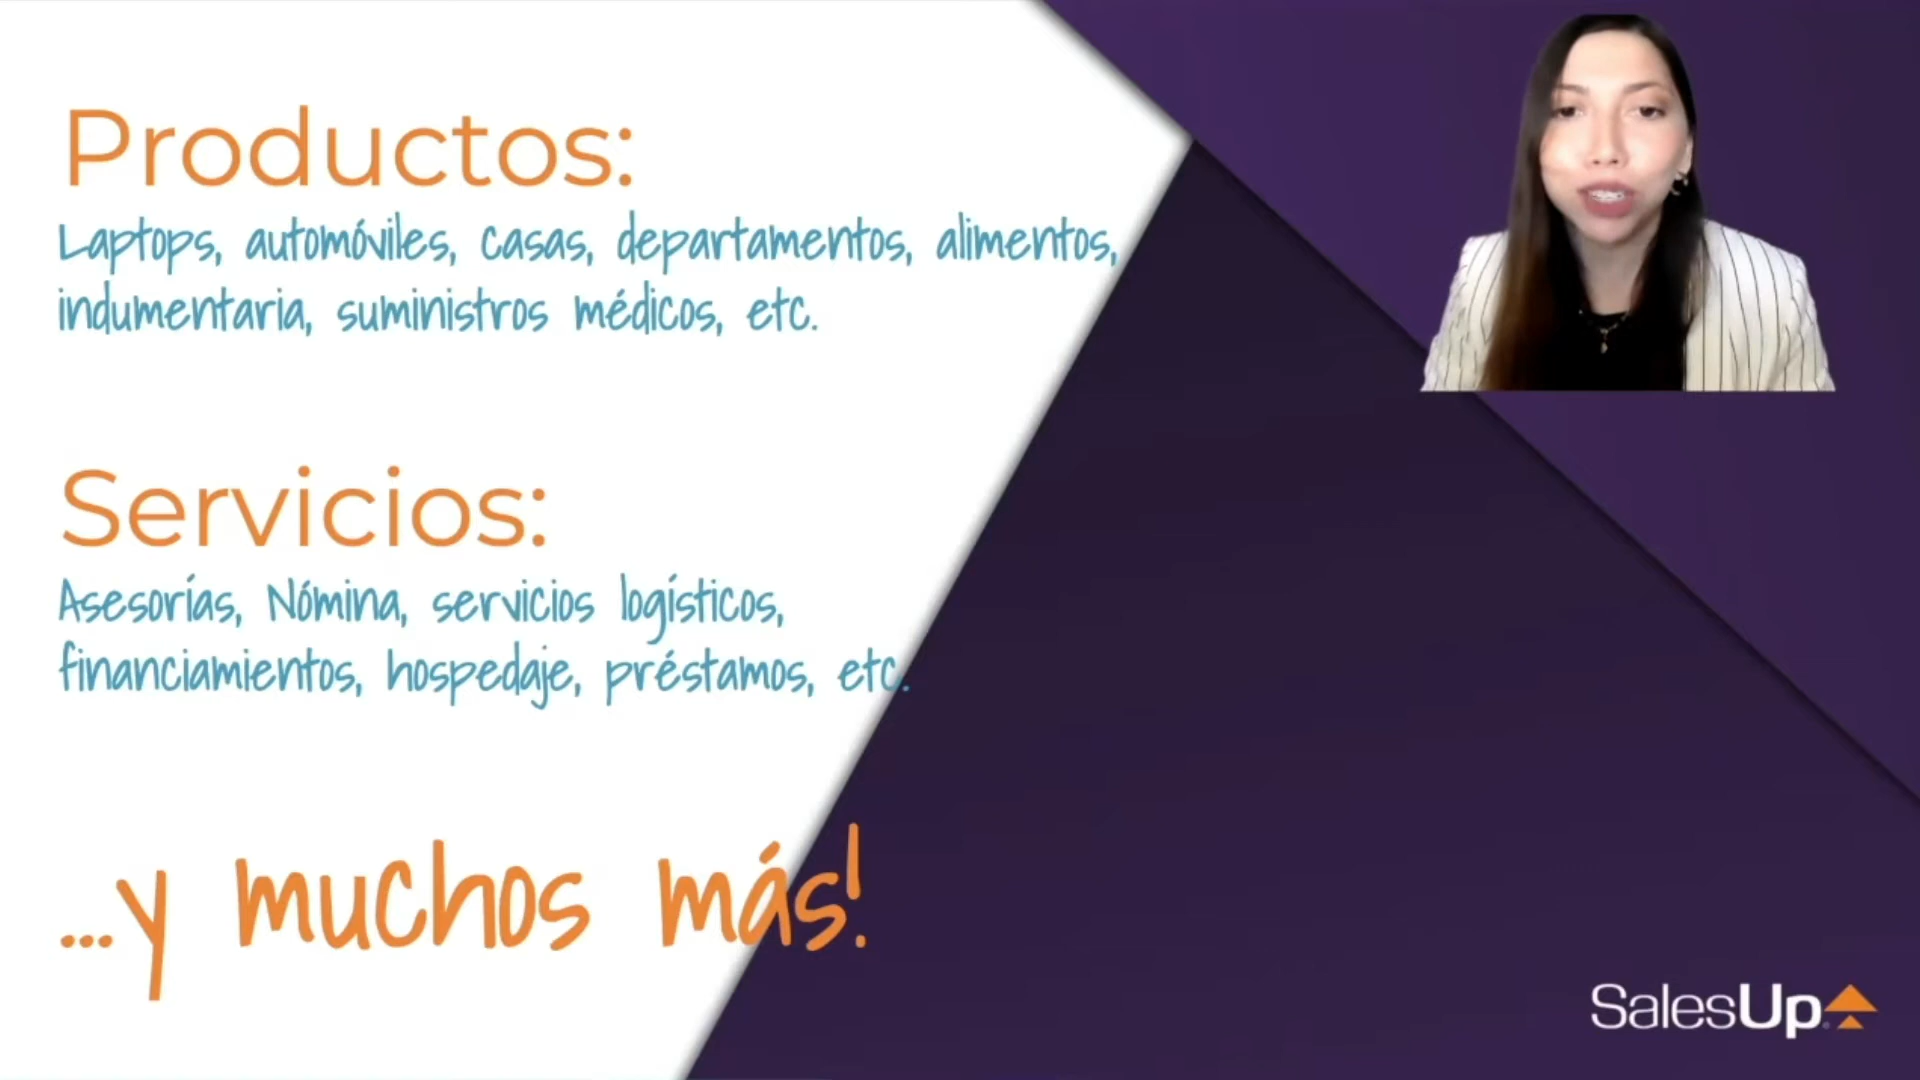 Productos:
Laptops, automóviles, casas, departamentos, alimentos,
indumentaria, suministros médicos, etc.
Servicios:
Asesorías, Nómina, servicios logísticos,
financiamientos, hospedaje, préstamos, etc.
...y muchos más!
SalesUp